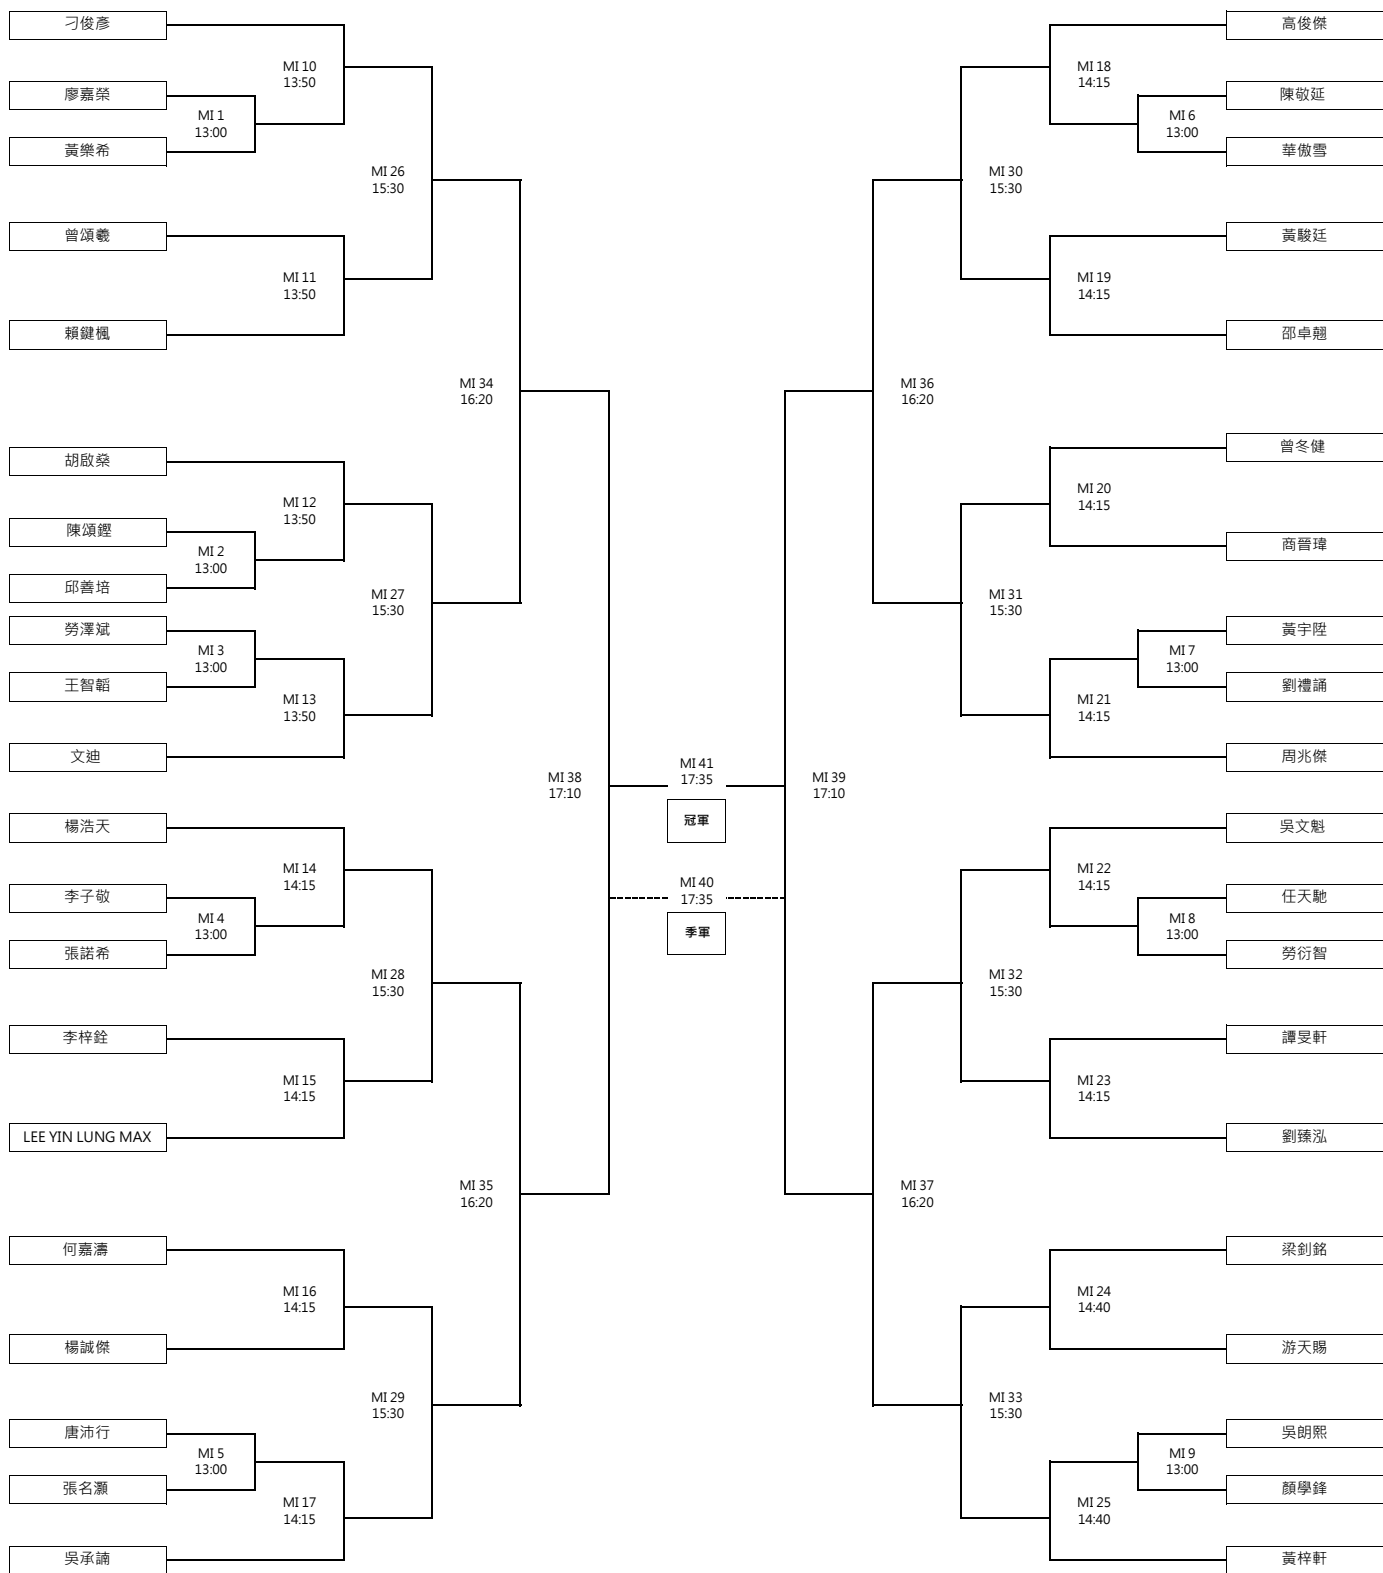 刁俊彥
高俊傑
MI 10
13:50
MI 18
14:15
廖嘉榮
陳敬延
MI 1
13:00
MI 6
13:00
黃樂希
華傲雪
MI 26
15:30
MI 30
15:30
曾頌羲
黃駿廷
MI 11
13:50
MI 19
14:15
賴鍵楓
邵卓翹
MI 34
16:20
MI 36
16:20
胡啟燊
曾冬健
MI 12
13:50
MI 20
14:15
陳頌鏗
商晉瑋
MI 2
13:00
邱善培
MI 27
15:30
MI 31
15:30
勞澤斌
黃宇陞
MI 3
13:00
MI 7
13:00
王智韜
劉禮誦
MI 13
13:50
MI 21
14:15
文迪
周兆傑
MI 38
17:10
MI 41
17:35
MI 39
17:10
冠軍
楊浩天
吳文魁
MI 14
14:15
MI 22
14:15
MI 40
17:35
李子敬
任天馳
MI 4
13:00
MI 8
13:00
季軍
張諾希
勞衍智
MI 28
15:30
MI 32
15:30
李梓銓
譚旻軒
MI 15
14:15
MI 23
14:15
LEE YIN LUNG MAX
劉臻泓
MI 35
16:20
MI 37
16:20
何嘉濤
梁釗銘
MI 16
14:15
MI 24
14:40
楊誠傑
游天賜
MI 29
15:30
MI 33
15:30
唐沛行
吳朗熙
MI 5
13:00
MI 9
13:00
張名灝
顏學鋒
MI 17
14:15
MI 25
14:40
吳承諵
黃梓軒